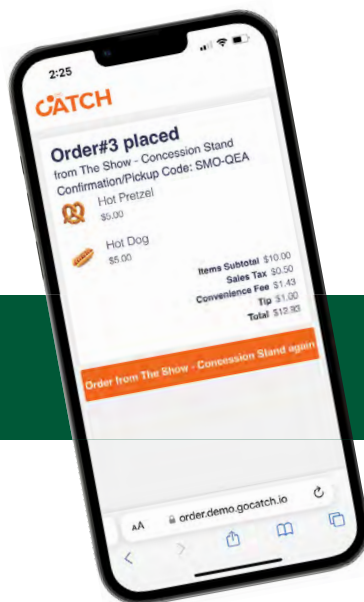 2:25
CATCH
Order#3 placed
from The Show - Concession Stand
Confirmation/Pickup Code: SMO-QEA
Hot Pretzel
$5.00
Hot Dog
$5.00
Items Subtotal $10.00
Sales Tax $0.50
Convenience Fee $1.43
Tip $1.00
Total $12.93
Order from The Show - Concession Stand again
AA order.demo.gocatch.io